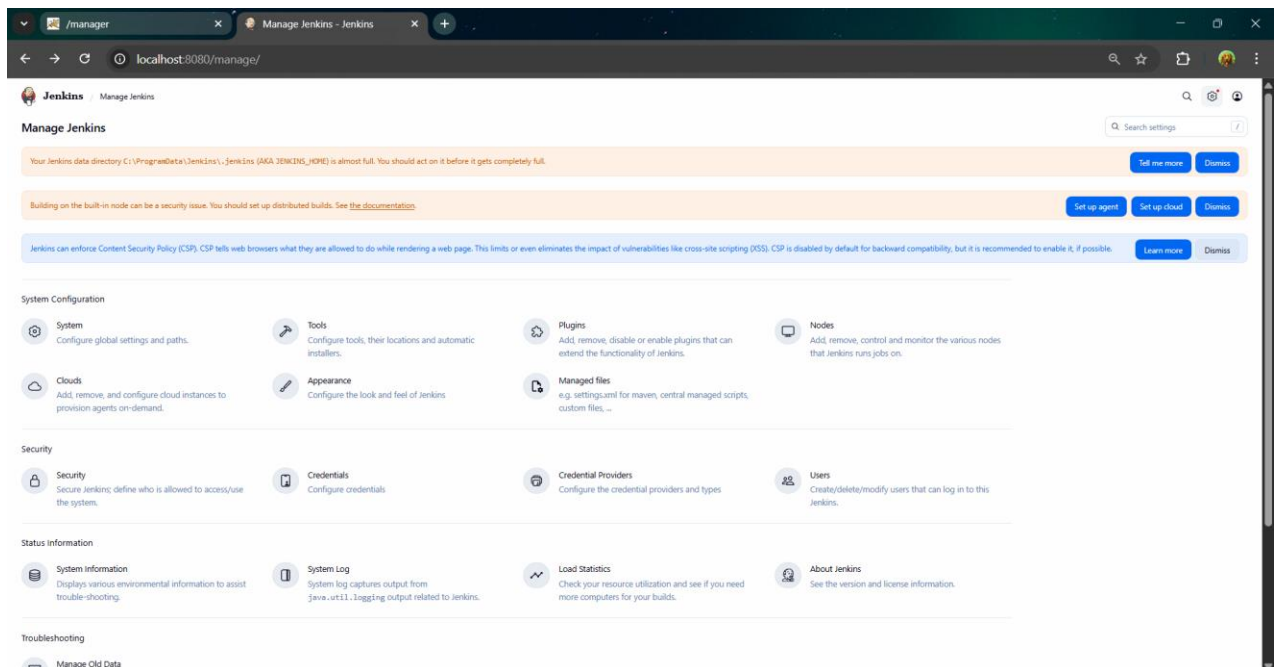 /manager
Manage Jenkins - Jenkins
localhost:8080/manage/
Jenkins / Manage Jenkins
Manage Jenkins
Search settings /
Your Jenkins data directory C:\ProgramData\Jenkins\.jenkins (AKA JENKINS_HOME) is almost full. You should act on it before it gets completely full.
Tell me more Dismiss
Building on the built-in node can be a security issue. You should set up distributed builds. See the documentation.
Set up agent Set up cloud Dismiss
Jenkins can enforce Content Security Policy (CSP). CSP tells web browsers what they are allowed to do while rendering a web page. This limits or even eliminates the impact of vulnerabilities like cross-site scripting (XSS). CSP is disabled by default for backward compatibility, but it is recommended to enable it, if possible.
Learn more Dismiss
System Configuration
System
Configure global settings and paths.
Tools
Configure tools, their locations and automatic
installers.
Plugins
Add, remove, disable or enable plugins that can
extend the functionality of Jenkins.
Nodes
Add, remove, control and monitor the various nodes
that Jenkins runs jobs on.
Clouds
Add, remove, and configure cloud instances to
provision agents on-demand.
Appearance
Configure the look and feel of Jenkins
Managed files
e.g. settings.xml for maven, central managed scripts,
custom files, ...
Security
Security
Secure Jenkins; define who is allowed to access/use
the system.
Credentials
Configure credentials
Credential Providers
Configure the credential providers and types
Users
Create/delete/modify users that can log in to this
Jenkins.
Status Information
System Information
Displays various environmental information to assist
trouble-shooting.
System Log
System log captures output from
java.util.logging output related to Jenkins.
Load Statistics
Check your resource utilization and see if you need
more computers for your builds.
About Jenkins
See the version and license information.
Troubleshooting
Manage Old Data